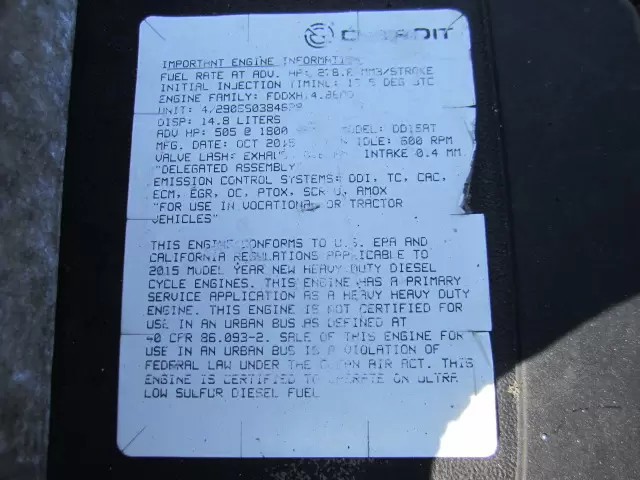 IMPORTANT ENGINE INFORMATION
FUEL RATE AT ADV. HP: MM3/STROKE
INITIAL INJECTION TIMING: DEG BTC
ENGINE FAMILY:
UNIT:
DISP: 14.8 LITERS
ADV HP: 505 @ 1800 MODEL: DD15AT
MFG. DATE: OCT 2015 IDLE: 600 RPM
VALVE LASH: INTAKE 0.4 MM
"DELEGATED ASSEMBLY"
EMISSION CONTROL SYSTEMS: DDI, TC, CAC,
ECM, EGR, OC, PTOX, AMOX
"FOR USE IN VOCATIONAL OR TRACTOR
VEHICLES"
THIS ENGINE CONFORMS TO U.S. EPA AND
CALIFORNIA REGULATIONS APPLICABLE TO
2015 MODEL YEAR NEW HEAVY DUTY DIESEL
CYCLE ENGINES. THIS ENGINE HAS A PRIMARY
SERVICE APPLICATION AS A HEAVY HEAVY DUTY
ENGINE. THIS ENGINE IS NOT CERTIFIED FOR
USE IN AN URBAN BUS AS DEFINED AT
40 CFR 86.093-2. SALE OF THIS ENGINE FOR
USE IN AN URBAN BUS IS A VIOLATION OF
FEDERAL LAW UNDER THE CLEAN AIR ACT. THIS
ENGINE IS CERTIFIED TO OPERATE ON ULTRA
LOW SULFUR DIESEL FUEL